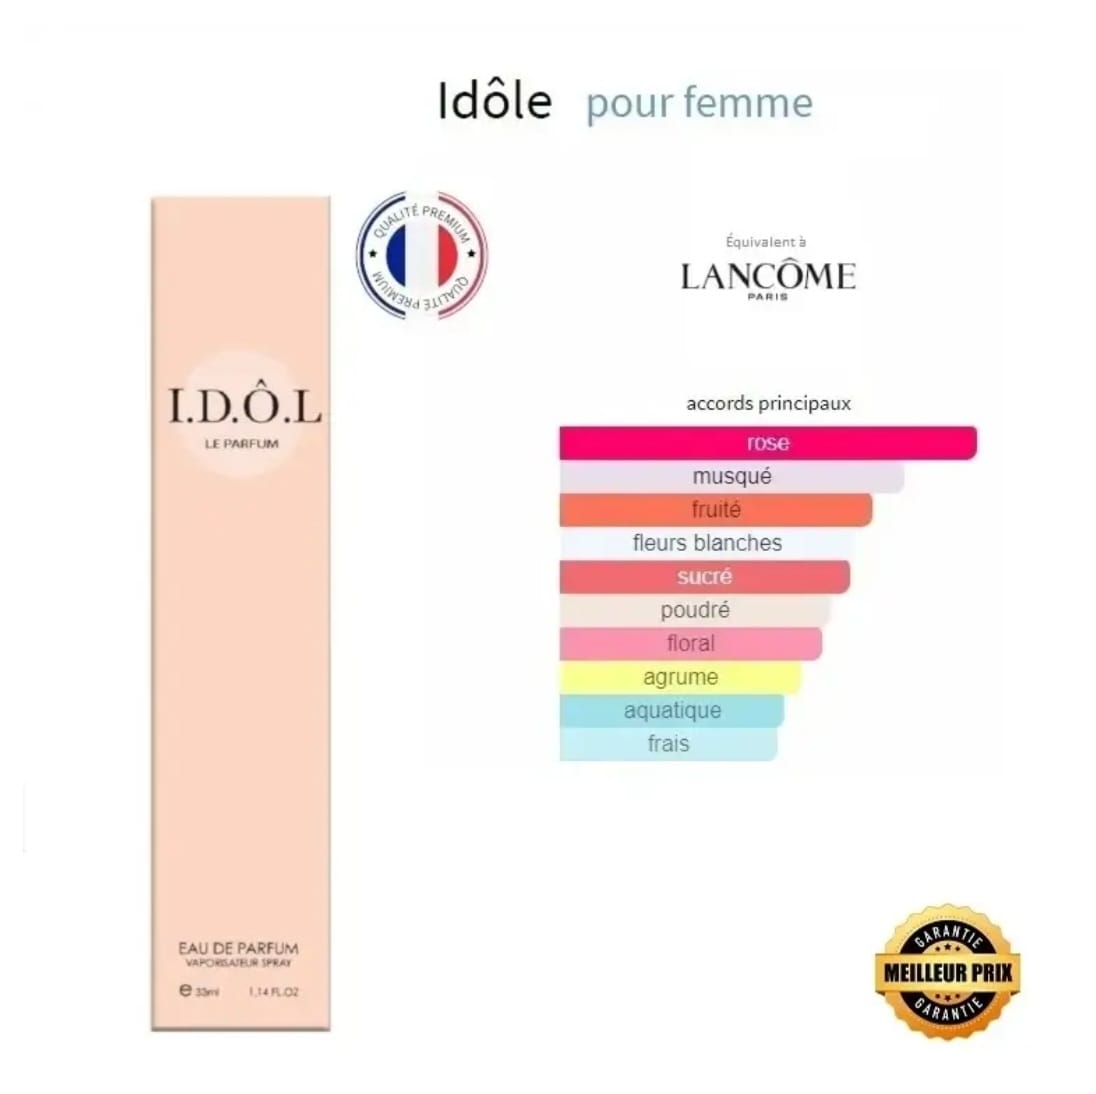 Idôle pour femme
QUALITÉ PREMIUM
QUALITÉ PREMIUM
Équivalent à
LANCÔME
PARIS
I.D.Ô.L
LE PARFUM
accords principaux
rose
musqué
fruité
fleurs blanches
sucré
poudré
floral
agrume
aquatique
frais
EAU DE PARFUM
VAPORISATEUR SPRAY
e 33ml 1,14 FL.OZ
GARANTIE
MEILLEUR PRIX
GARANTIE